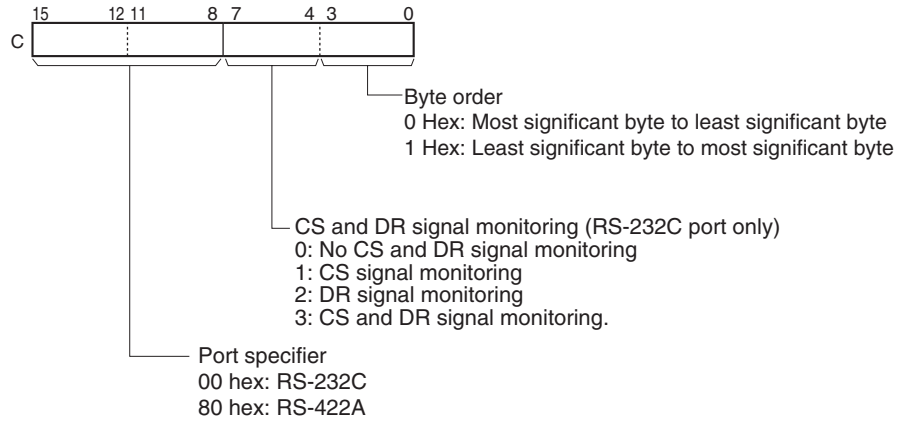 15 12 11 8 7 4 3 0
C
Byte order
0 Hex: Most significant byte to least significant byte
1 Hex: Least significant byte to most significant byte
CS and DR signal monitoring (RS-232C port only)
0: No CS and DR signal monitoring
1: CS signal monitoring
2: DR signal monitoring
3: CS and DR signal monitoring.
Port specifier
00 hex: RS-232C
80 hex: RS-422A